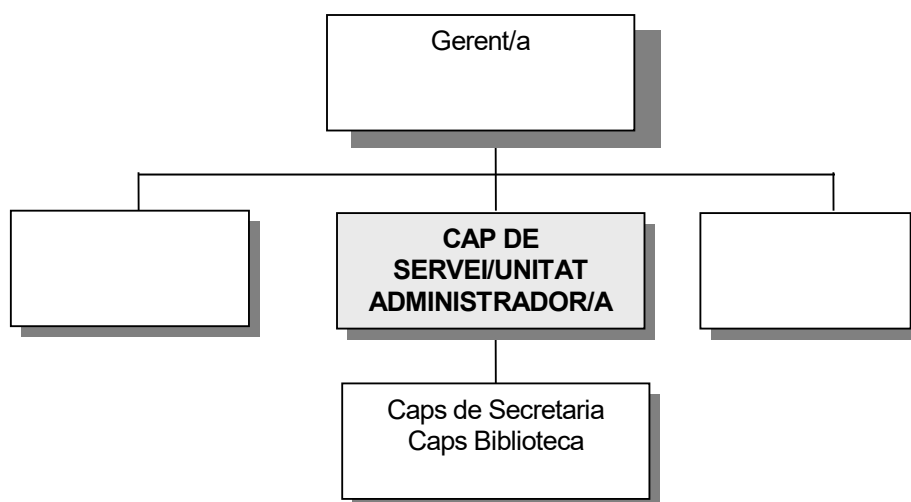 Gerent/a
CAP DE
SERVEI/UNITAT
ADMINISTRADOR/A
Caps de Secretaria
Caps Biblioteca